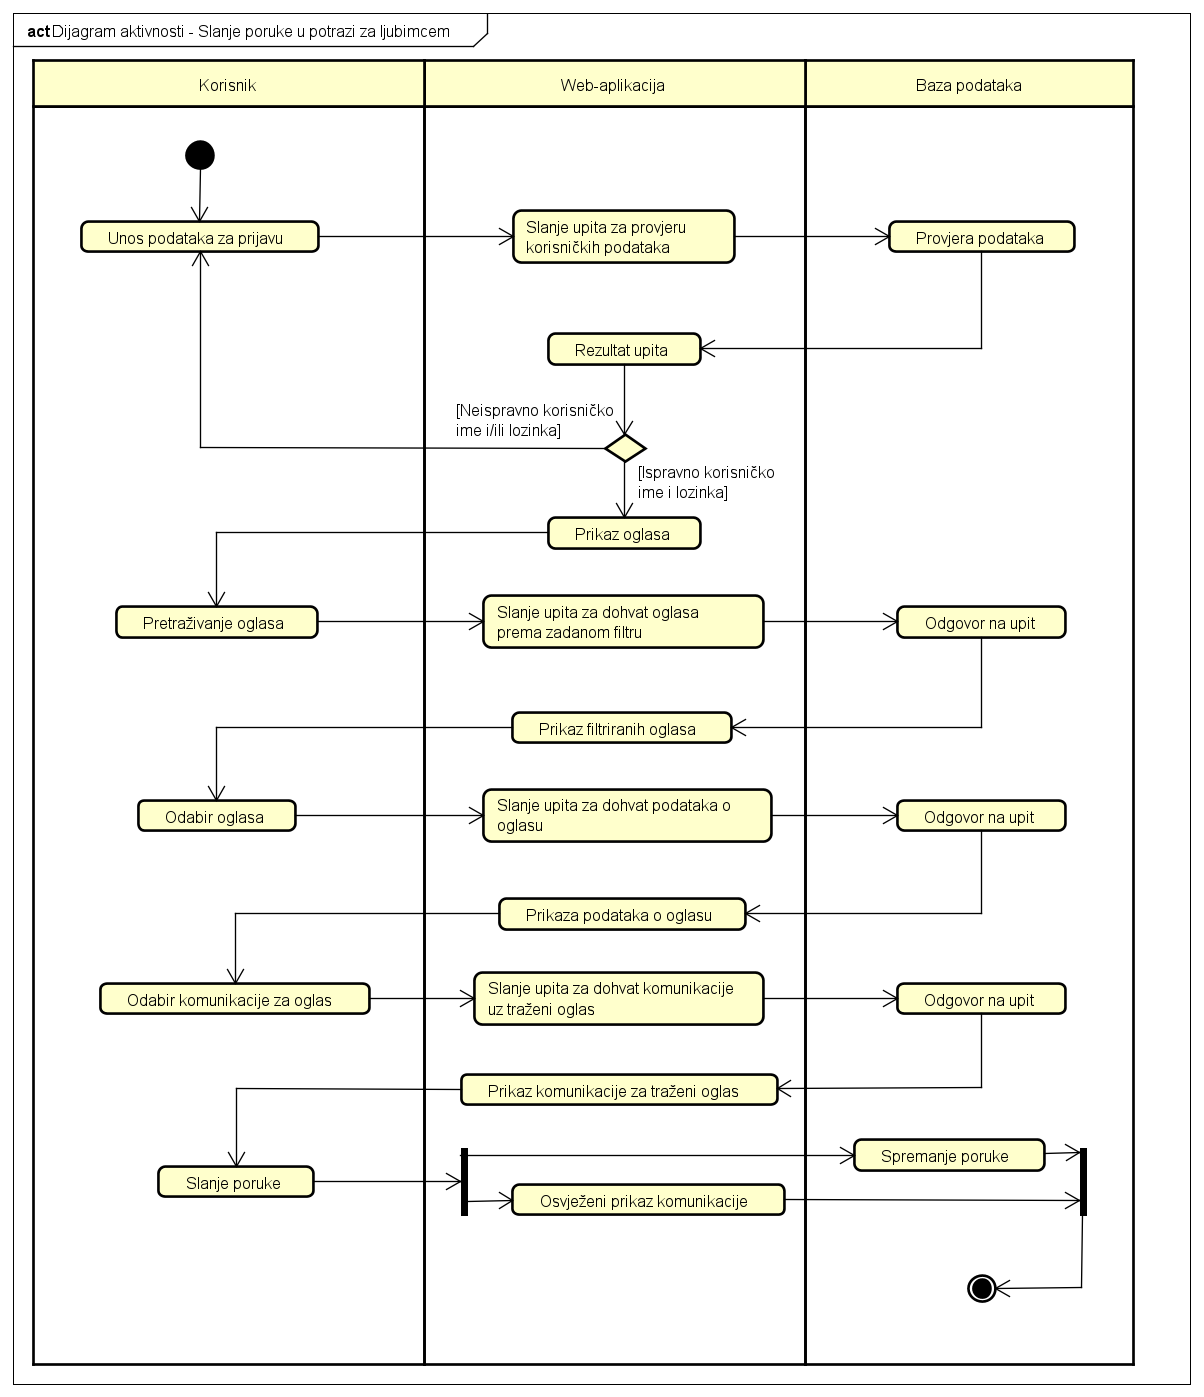 act Dijagram aktivnosti - Slanje poruke u potrazi za ljubimcem
Korisnik
Web-aplikacija
Baza podataka
Unos podataka za prijavu
Slanje upita za provjeru
korisničkih podataka
Provjera podataka
Rezultat upita
[Neispravno korisničko
ime i/ili lozinka]
[Ispravno korisničko
ime i lozinka]
Prikaz oglasa
Pretraživanje oglasa
Slanje upita za dohvat oglasa
prema zadanom filtru
Odgovor na upit
Prikaz filtriranih oglasa
Odabir oglasa
Slanje upita za dohvat podataka o
oglasu
Odgovor na upit
Prikaza podataka o oglasu
Odabir komunikacije za oglas
Slanje upita za dohvat komunikacije
uz traženi oglas
Odgovor na upit
Prikaz komunikacije za traženi oglas
Slanje poruke
Spremanje poruke
Osvježeni prikaz komunikacije